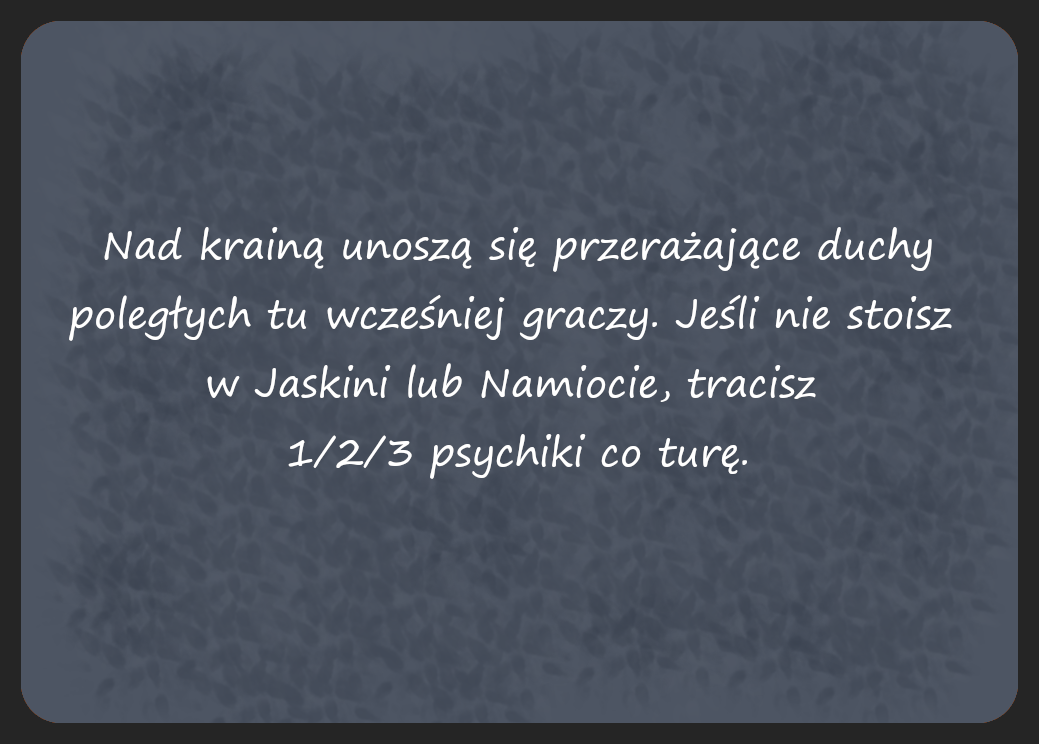 Nad krainą unoszą się przerażające duchy
poległych tu wcześniej graczy. Jeśli nie stoisz
w Jaskini lub Namiocie, tracisz
1/2/3 psychiki co turę.